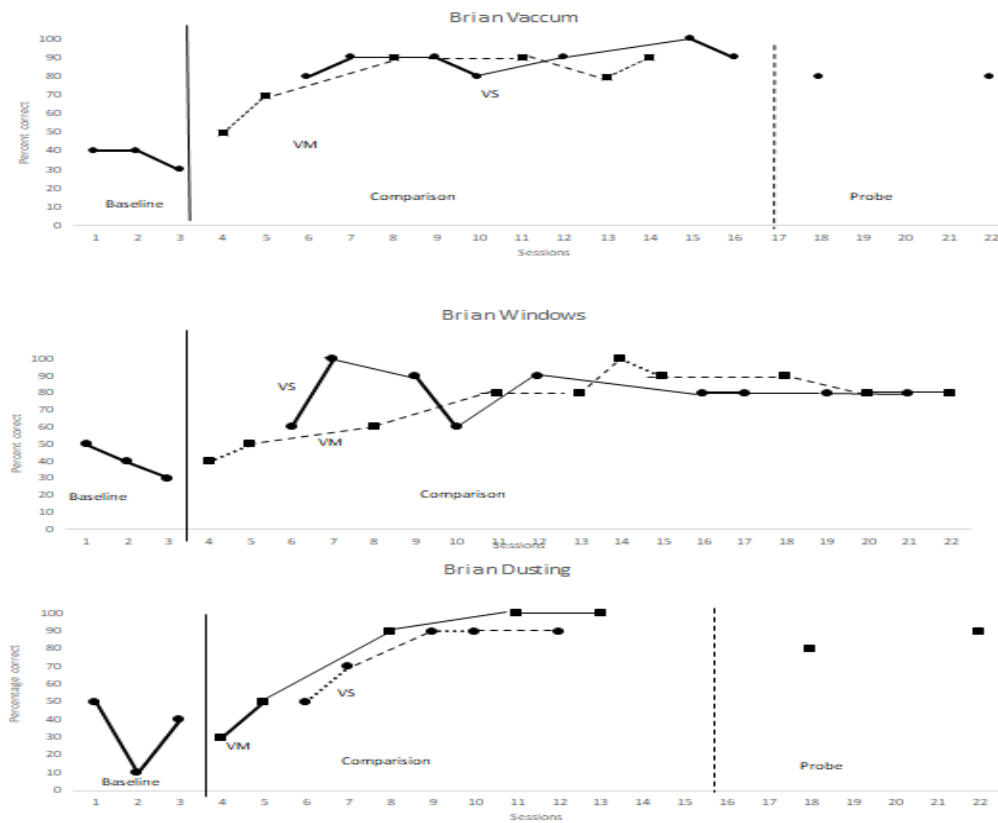 Brian Vaccum
100
90
80
70
60
50
40
30
20
10
0
Percent correct
VS
VM
Baseline
Comparison
Probe
1 2 3 4 5 6 7 8 9 10 11 12 13 14 15 16 17 18 19 20 21 22
Sessions
Brian Windows
100
90
80
70
60
50
40
30
20
10
0
Percent corect
VS
VM
Baseline
Comparison
1 2 3 4 5 6 7 8 9 10 11 12 13 14 15 16 17 18 19 20 21 22
Sessions
Brian Dusting
100
90
80
70
60
50
40
30
20
10
0
Percentage correct
VS
VM
Baseline
Comparision
Probe
1 2 3 4 5 6 7 8 9 10 11 12 13 14 15 16 17 18 19 20 21 22
Sessions